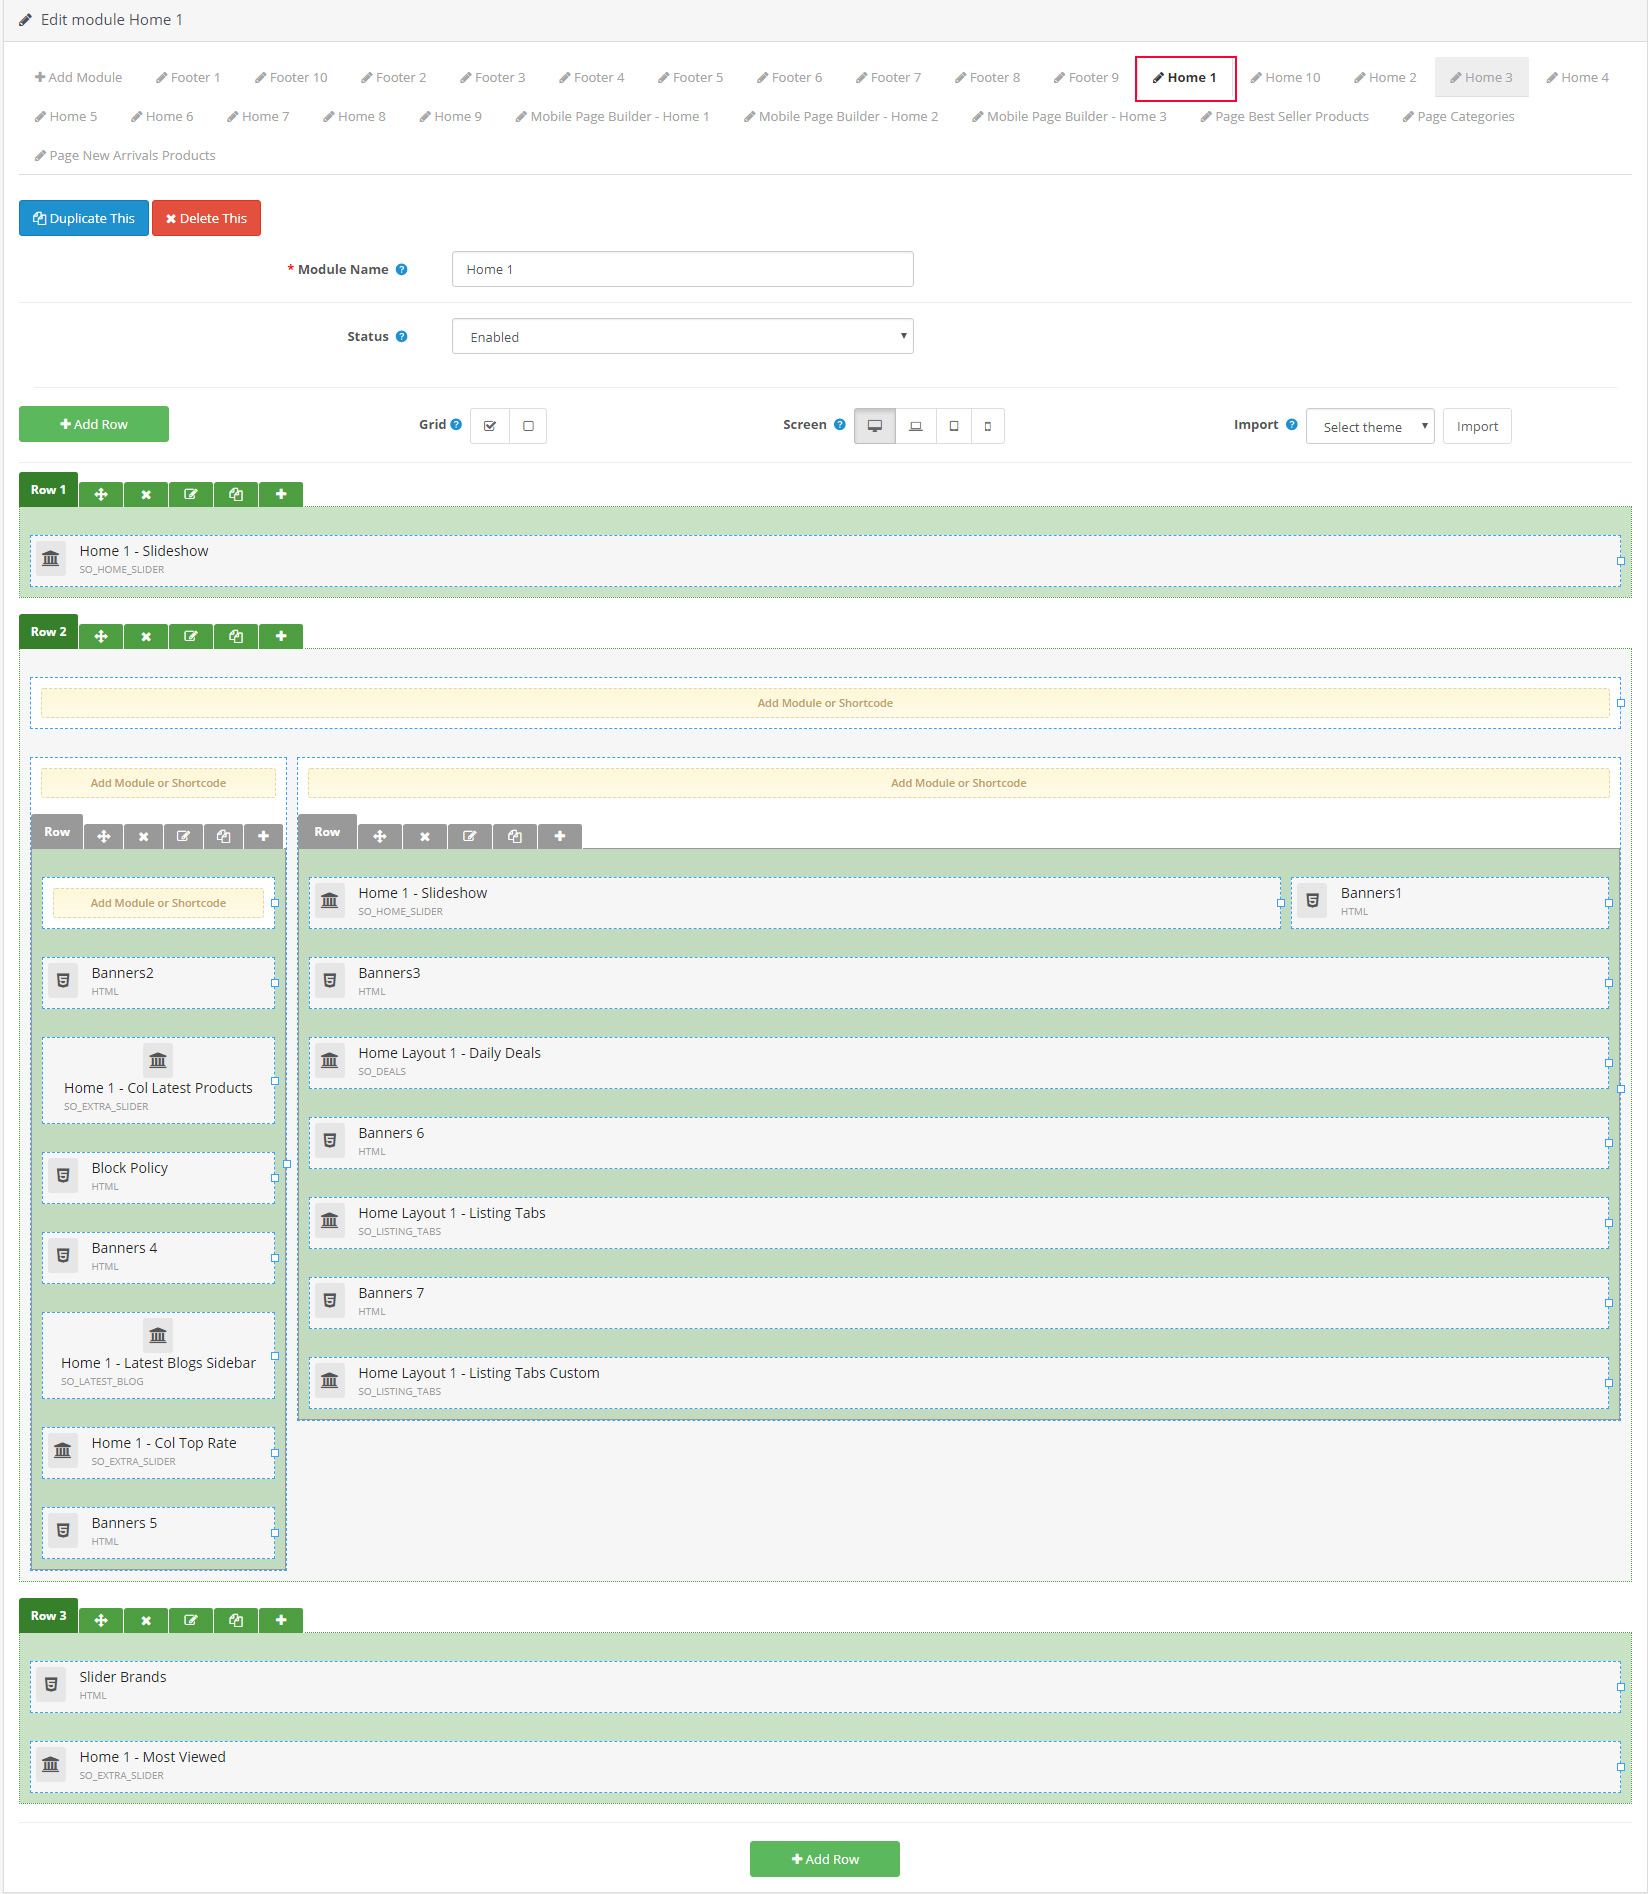 Edit module Home 1
Add Module Footer 1 Footer 10 Footer 2 Footer 3 Footer 4 Footer 5 Footer 6 Footer 7 Footer 8 Footer 9 Home 1 Home 10 Home 2 Home 3 Home 4
Home 5 Home 6 Home 7 Home 8 Home 9 Mobile Page Builder - Home 1 Mobile Page Builder - Home 2 Mobile Page Builder - Home 3 Page Best Seller Products Page Categories
Page New Arrivals Products
Duplicate This Delete This
* Module Name Home 1
Status Enabled
Add Row Grid Screen Import Select theme Import
Row 1
Home 1 - Slideshow
SO_HOME_SLIDER
Row 2
Add Module or Shortcode
Add Module or Shortcode
Row
Add Module or Shortcode
Banners2
HTML
Home 1 - Col Latest Products
SO_EXTRA_SLIDER
Block Policy
HTML
Banners 4
HTML
Home 1 - Latest Blogs Sidebar
SO_LATEST_BLOG
Home 1 - Col Top Rate
SO_EXTRA_SLIDER
Banners 5
HTML
Add Module or Shortcode
Row
Home 1 - Slideshow
SO_HOME_SLIDER
Banners1
HTML
Banners3
HTML
Home Layout 1 - Daily Deals
SO_DEALS
Banners 6
HTML
Home Layout 1 - Listing Tabs
SO_LISTING_TABS
Banners 7
HTML
Home Layout 1 - Listing Tabs Custom
SO_LISTING_TABS
Row 3
Slider Brands
HTML
Home 1 - Most Viewed
SO_EXTRA_SLIDER
Add Row